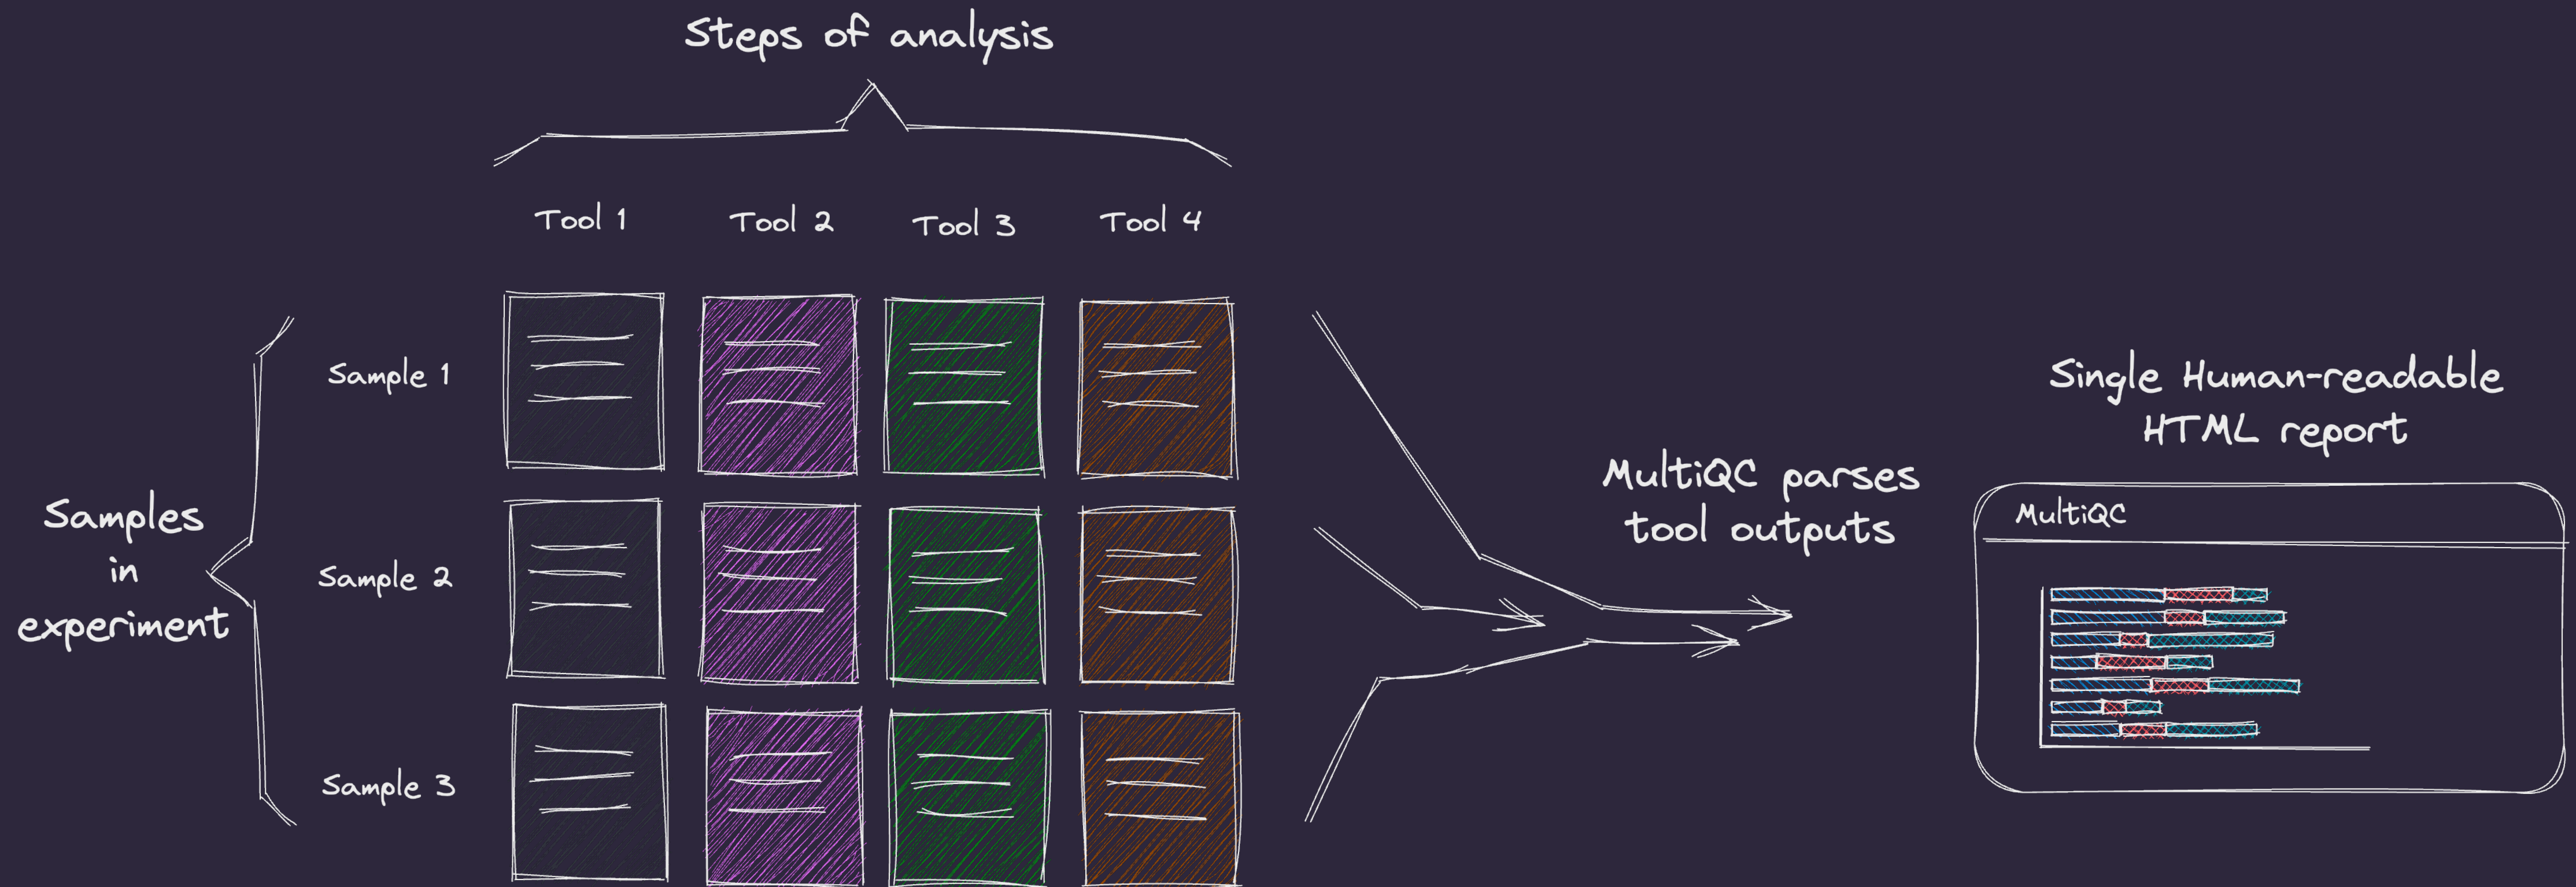 Steps of analysis
Tool 1
Tool 2
Tool 3
Tool 4
Samples
in
experiment
Sample 1
Sample 2
Sample 3
MultiQC parses
tool outputs
Single Human-readable
HTML report
MultiQC